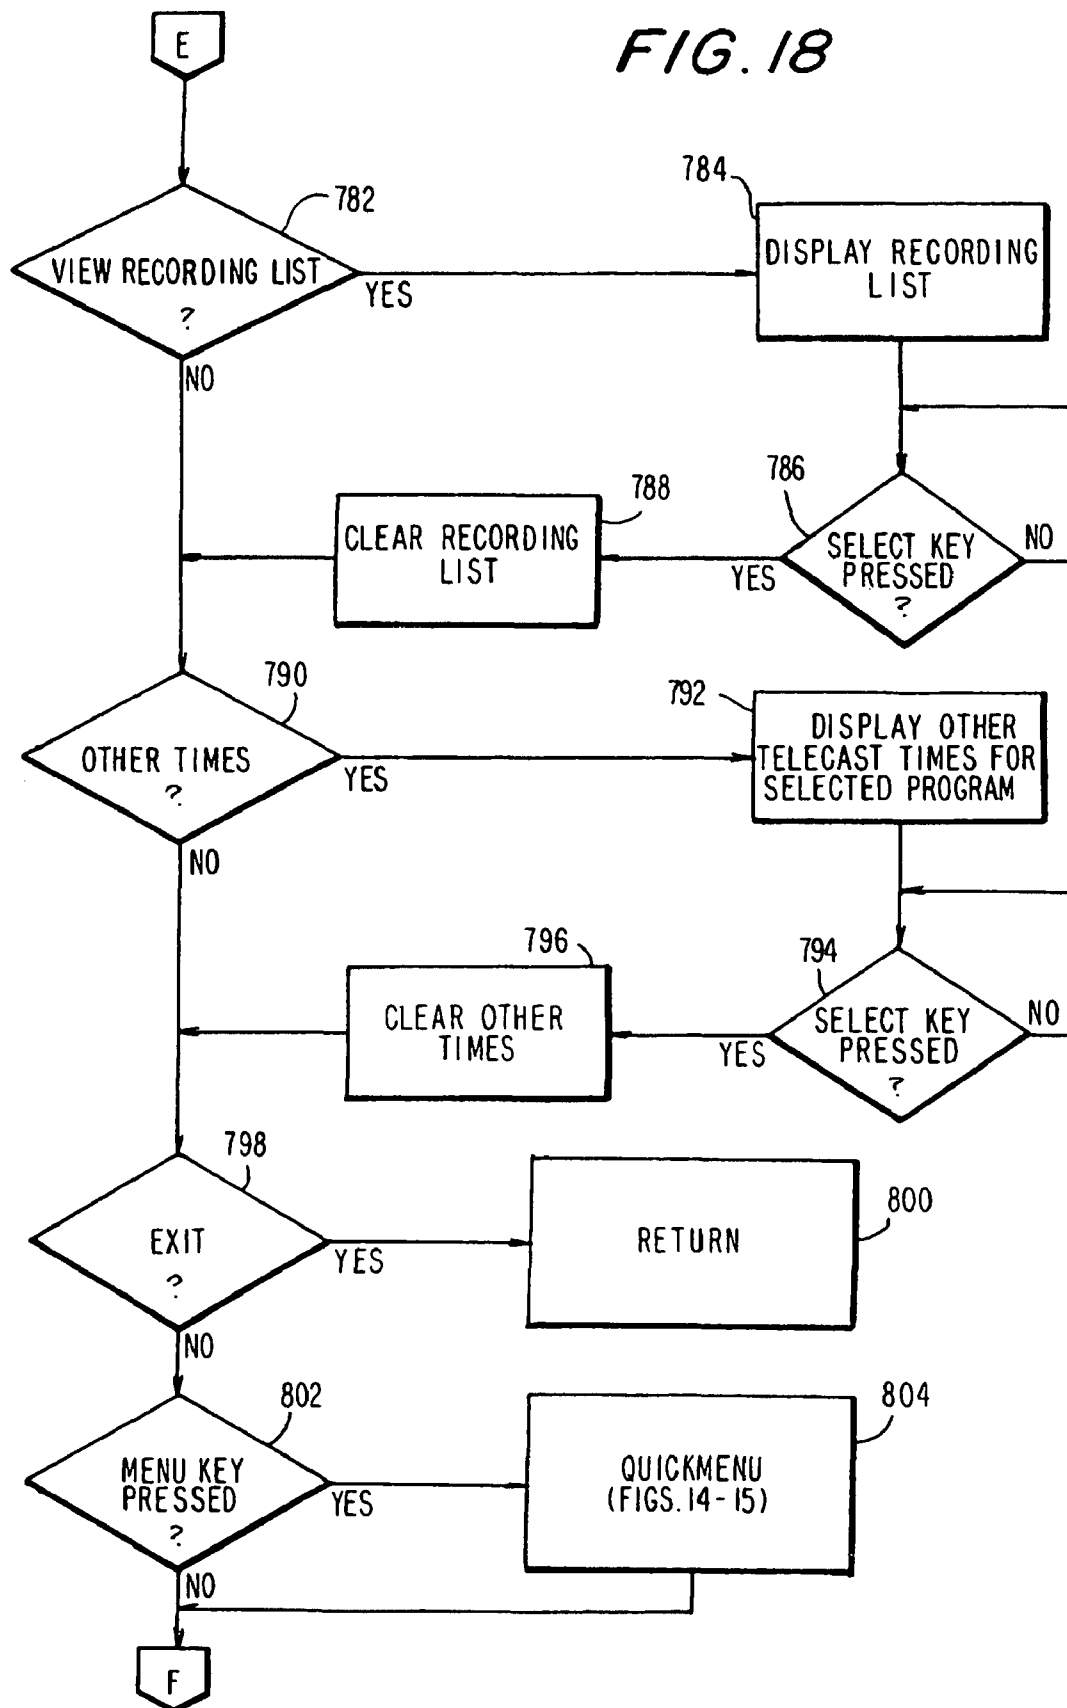 FIG. 18
E
782
VIEW RECORDING LIST
?
YES
NO
784
DISPLAY RECORDING
LIST
786
SELECT KEY
PRESSED
?
NO
YES
788
CLEAR RECORDING
LIST
790
OTHER TIMES
?
YES
NO
792
DISPLAY OTHER
TELECAST TIMES FOR
SELECTED PROGRAM
794
SELECT KEY
PRESSED
?
NO
YES
796
CLEAR OTHER
TIMES
798
EXIT
?
YES
NO
800
RETURN
802
MENU KEY
PRESSED
?
YES
NO
804
QUICKMENU
(FIGS. 14-15)
F